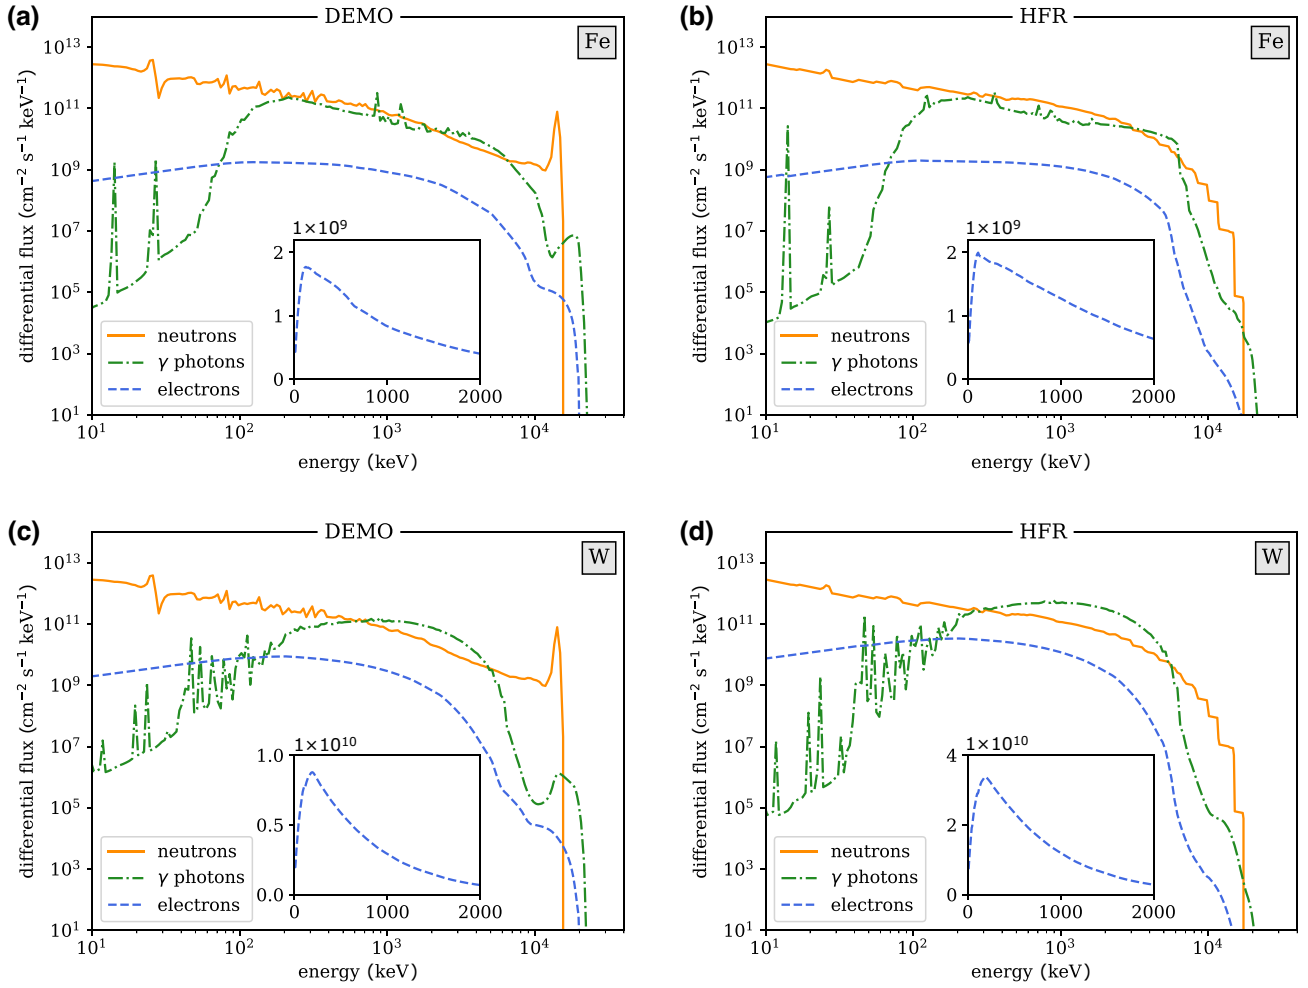 (a)
DEMO
Fe
differential flux (cm⁻² s⁻¹ keV⁻¹)
10¹³
10¹¹
10⁹
10⁷
10⁵
10³
10¹
1×10⁹
2
1
0
0 1000 2000
neutrons
γ photons
electrons
10¹ 10² 10³ 10⁴
energy (keV)
(b)
HFR
Fe
differential flux (cm⁻² s⁻¹ keV⁻¹)
10¹³
10¹¹
10⁹
10⁷
10⁵
10³
10¹
1×10⁹
2
1
0
0 1000 2000
neutrons
γ photons
electrons
10¹ 10² 10³ 10⁴
energy (keV)
(c)
DEMO
W
differential flux (cm⁻² s⁻¹ keV⁻¹)
10¹³
10¹¹
10⁹
10⁷
10⁵
10³
10¹
1×10¹⁰
1.0
0.5
0.0
0 1000 2000
neutrons
γ photons
electrons
10¹ 10² 10³ 10⁴
energy (keV)
(d)
HFR
W
differential flux (cm⁻² s⁻¹ keV⁻¹)
10¹³
10¹¹
10⁹
10⁷
10⁵
10³
10¹
1×10¹⁰
4
2
0
0 1000 2000
neutrons
γ photons
electrons
10¹ 10² 10³ 10⁴
energy (keV)